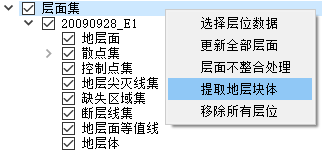 层面集
20090928_E1
地层面
散点集
控制点集
地层尖灭线集
缺失区域集
断层线集
地层面等值线
地层体
选择层位数据
更新全部层面
层面不整合处理
提取地层块体
移除所有层位